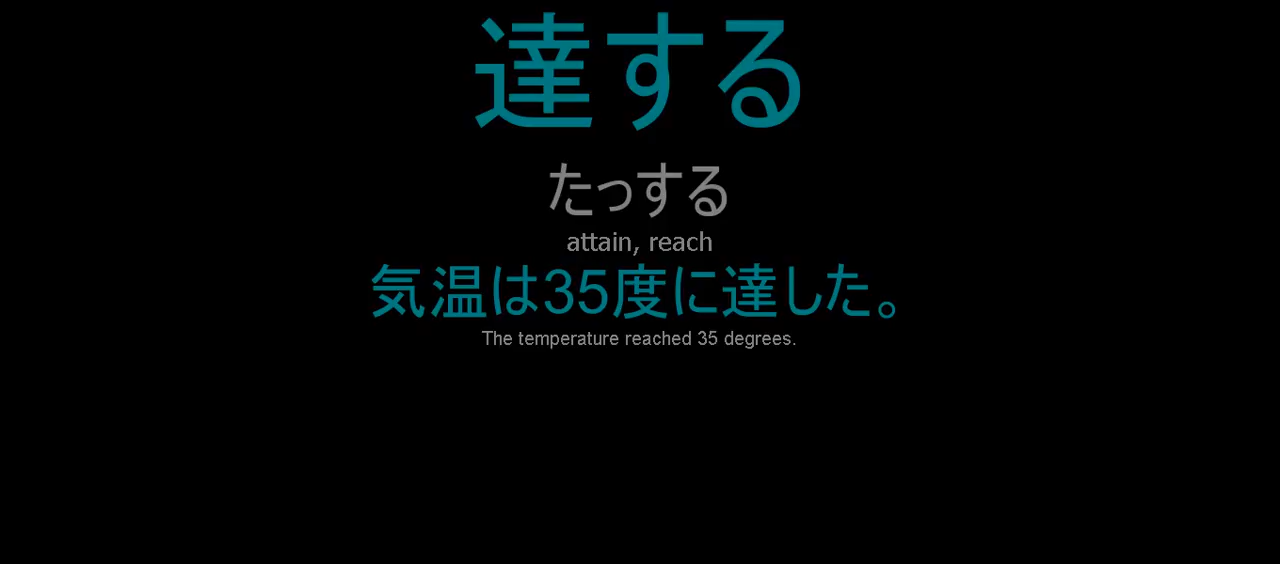 達する
たっする
attain, reach
気温は35度に達した。
The temperature reached 35 degrees.